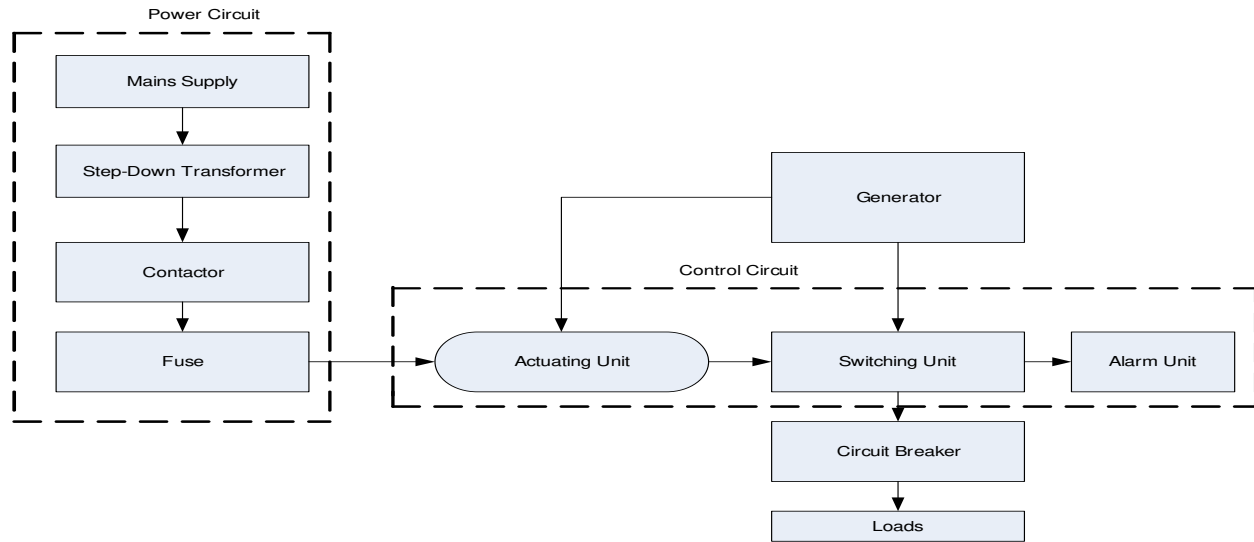 Power Circuit
Mains Supply
Step-Down Transformer
Contactor
Fuse
Generator
Control Circuit
Actuating Unit
Switching Unit
Alarm Unit
Circuit Breaker
Loads